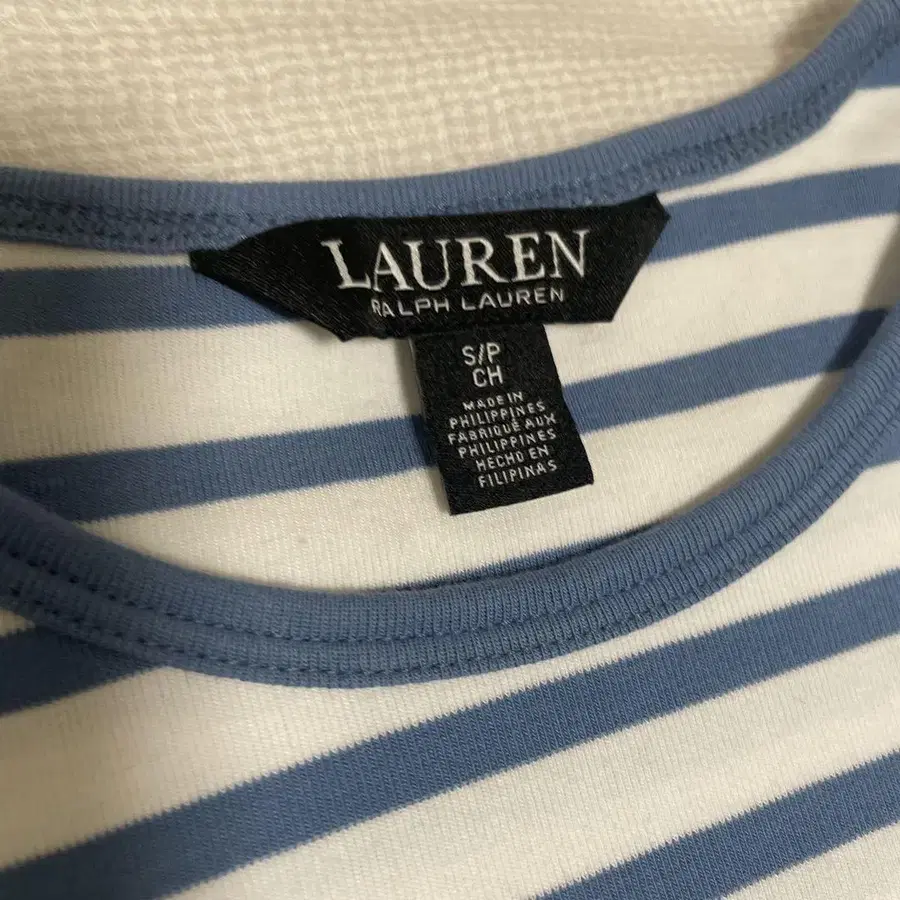 LAUREN
RALPH LAUREN
S/P
CH
MADE IN
PHILIPPINES
FABRIQUÉ AUX
PHILIPPINES
HECHO EN
FILIPINAS